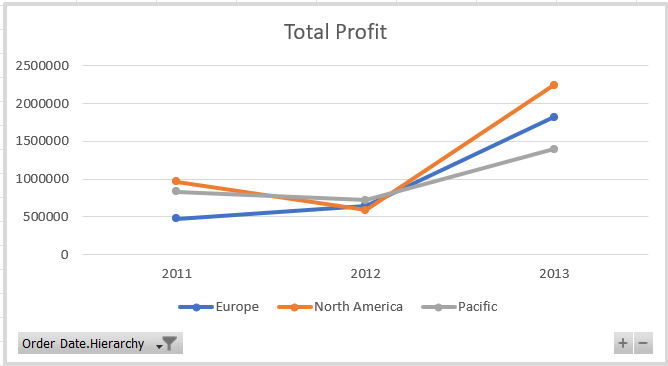 Total Profit
2500000
2000000
1500000
1000000
500000
0
2011 2012 2013
Europe North America Pacific
Order Date.Hierarchy
+ −